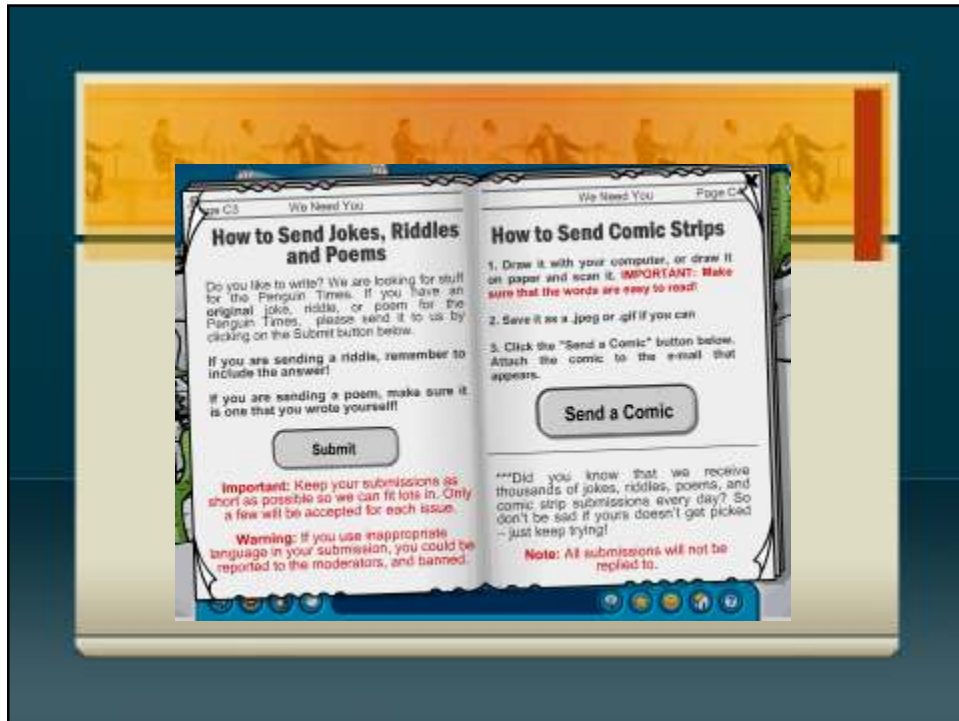 Page C3 We Need You
How to Send Jokes, Riddles
and Poems
Do you like to write? We are looking for stuff
for the Penguin Times. If you have an
original joke, riddle, or poem for the
Penguin Times, please send it to us by
clicking on the Submit button below.
If you are sending a riddle, remember to
include the answer!
If you are sending a poem, make sure it
is one that you wrote yourself!
Submit
Important: Keep your submissions as
short as possible so we can fit lots in. Only
a few will be accepted for each issue.
Warning: If you use inappropriate
language in your submission, you could be
reported to the moderators, and banned.
We Need You Page C4
How to Send Comic Strips
1. Draw it with your computer, or draw it
on paper and scan it. IMPORTANT: Make
sure that the words are easy to read!
2. Save it as a .jpeg or .gif if you can
3. Click the "Send a Comic" button below.
Attach the comic to the e-mail that
appears.
Send a Comic
***Did you know that we receive
thousands of jokes, riddles, poems, and
comic strip submissions every day? So
don't be sad if yours doesn't get picked
– just keep trying!
Note: All submissions will not be
replied to.